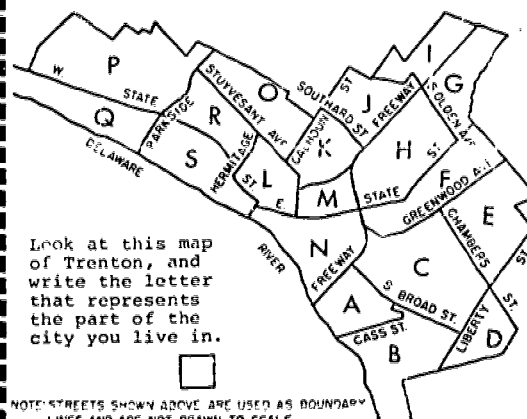 P
I
G
O
J
W. STATE
PARKSIDE
STUYVESANT AVE
SOUTHARD ST
FREEWAY
S OLDEN AVE
Q
R
CALHOUN
K
H
ST.
DELAWARE
S
HERMITAGE
L
M
STATE
F
GREENWOOD AVE
ST.
E.
E
CHAMBERS
ST.
RIVER
N
FREEWAY
C
A
S BROAD ST.
CASS ST.
B
LIBERTY
ST
D
Look at this map
of Trenton, and
write the letter
that represents
the part of the
city you live in.
NOTE: STREETS SHOWN ABOVE ARE USED AS BOUNDARY
LINES AND ARE NOT DRAWN TO SCALE